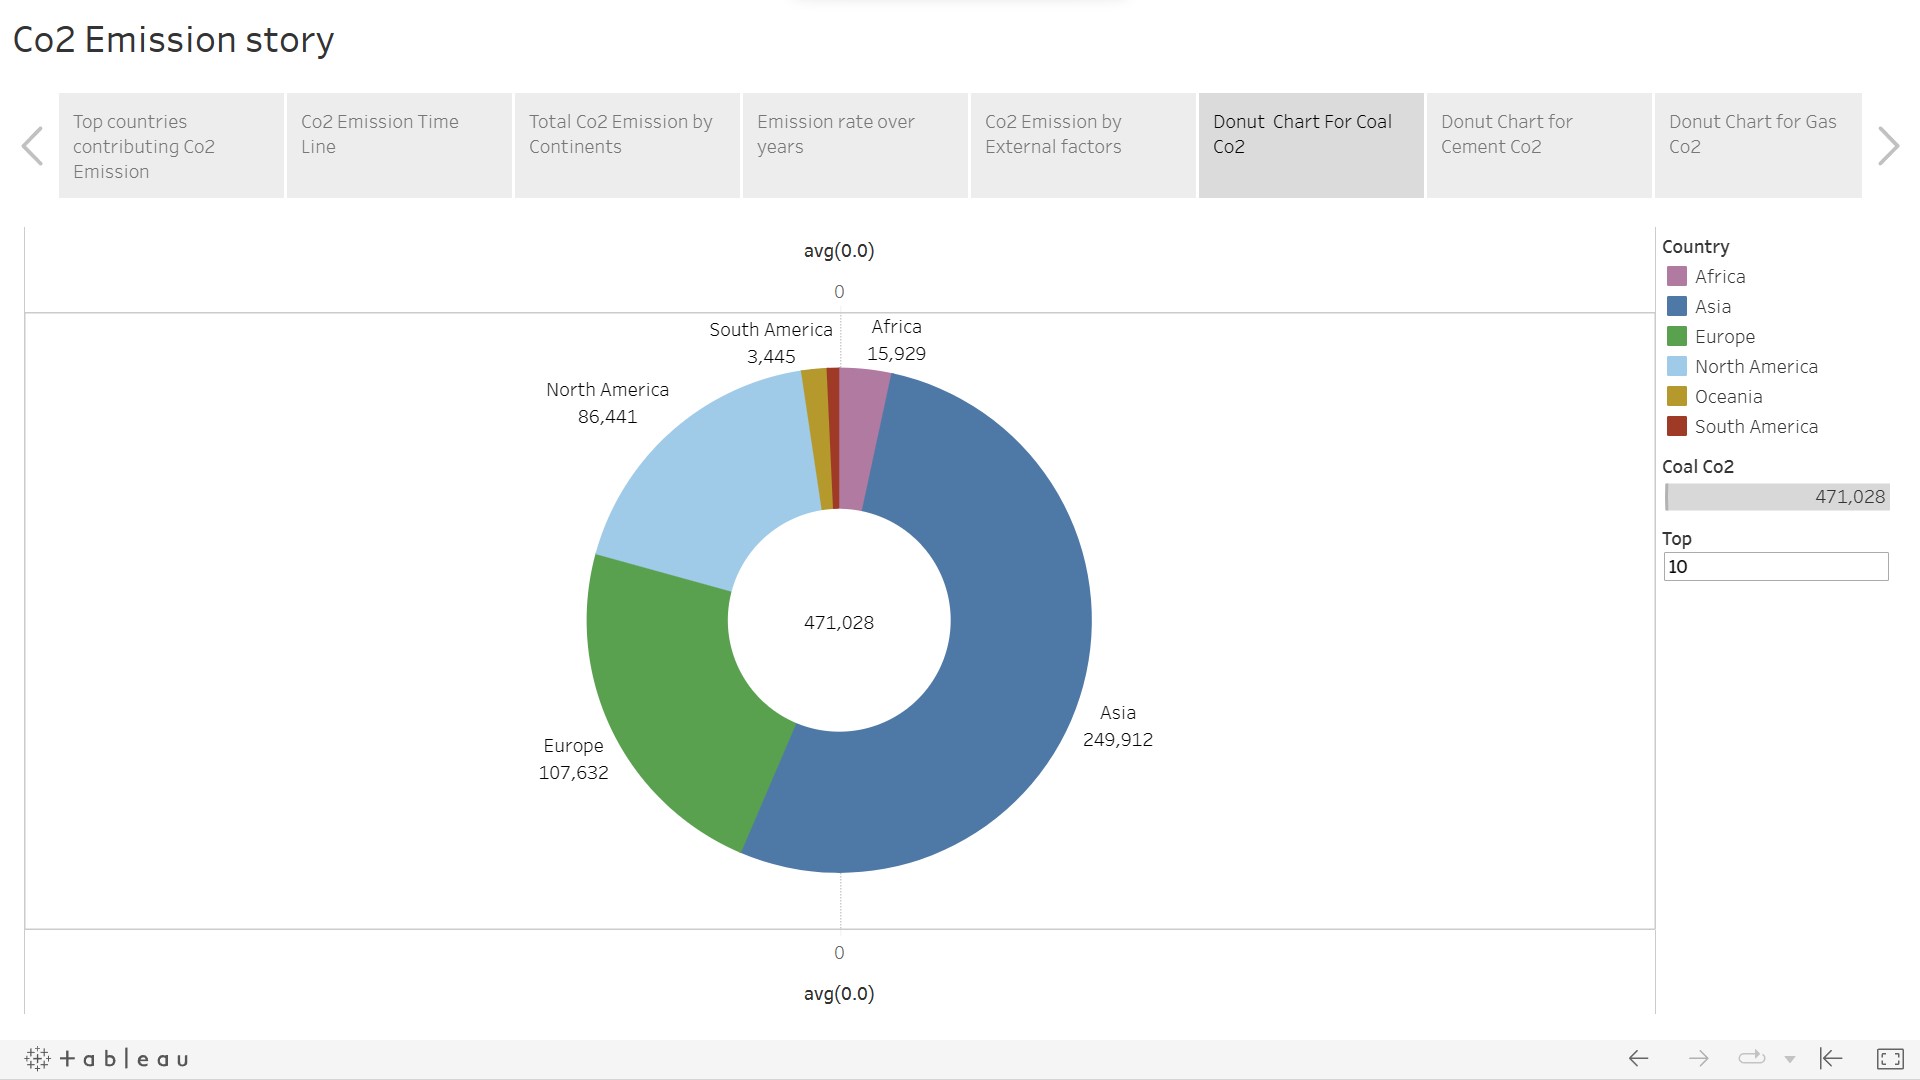 Co2 Emission story
Top countries
contributing Co2
Emission
Co2 Emission Time
Line
Total Co2 Emission by
Continents
Emission rate over
years
Co2 Emission by
External factors
Donut  Chart For Coal
Co2
Donut Chart for
Cement Co2
Donut Chart for Gas
Co2
avg(0.0)
0
South America
3,445
Africa
15,929
North America
86,441
471,028
Asia
249,912
Europe
107,632
0
avg(0.0)
Country
Africa
Asia
Europe
North America
Oceania
South America
Coal Co2
471,028
Top
10
+ableau